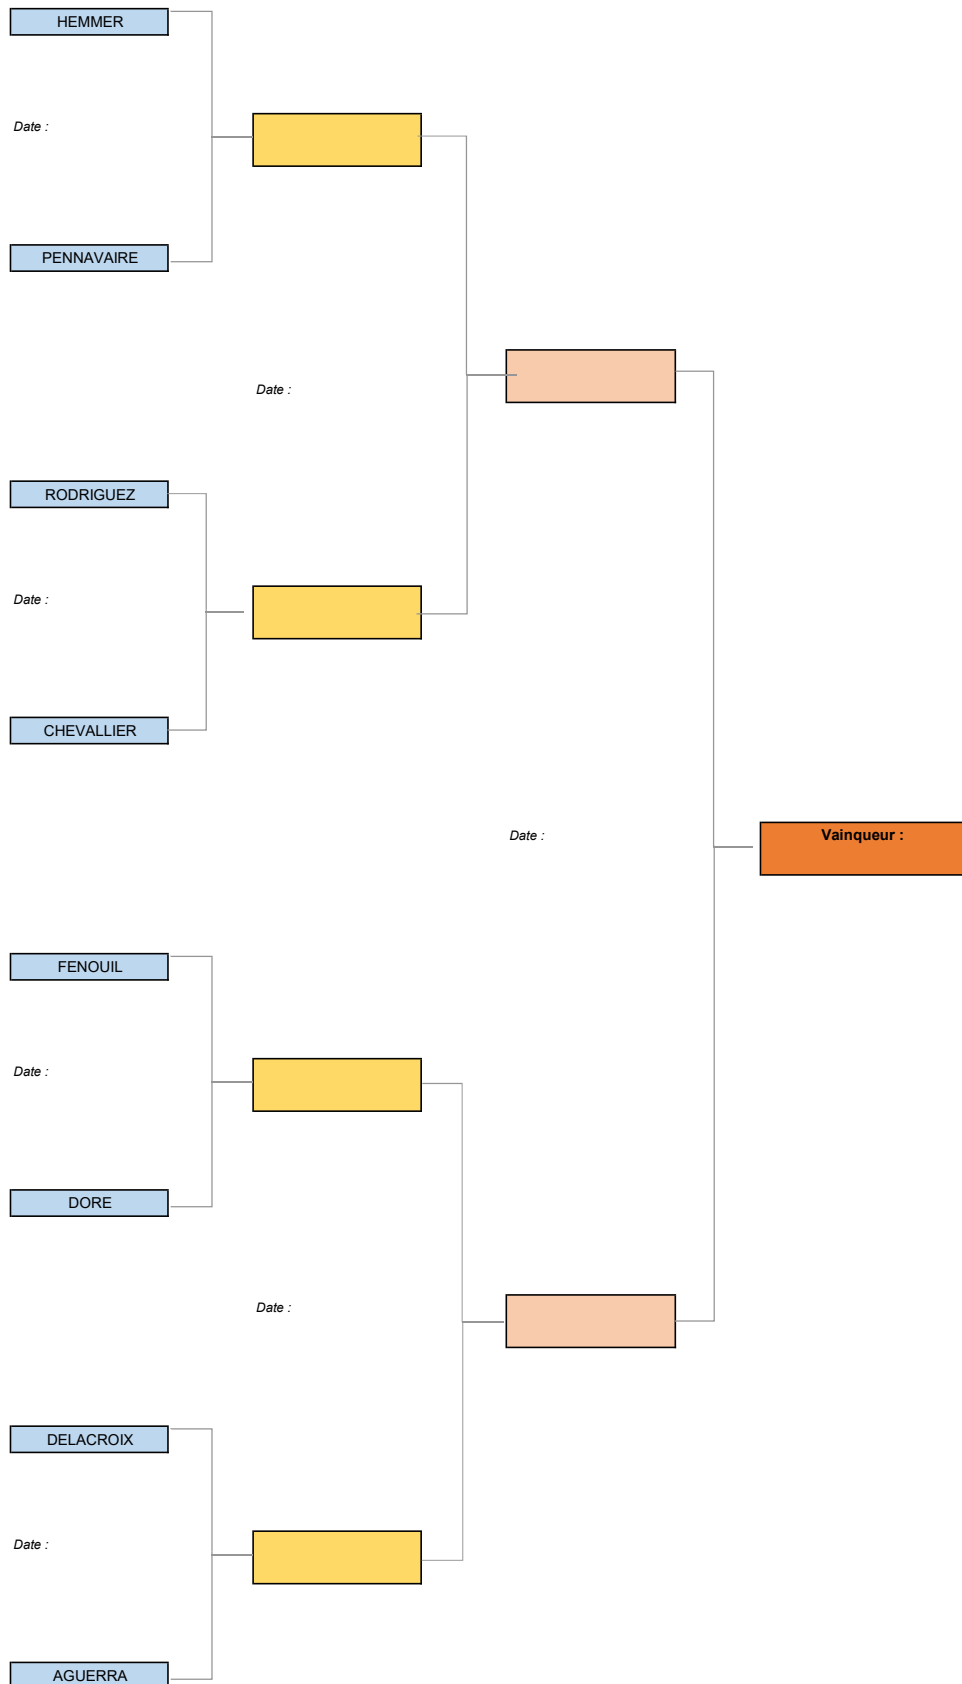 HEMMER
Date :
PENNAVAIRE
Date :
RODRIGUEZ
Date :
CHEVALLIER
Date :
Vainqueur :
FENOUIL
Date :
DORE
Date :
DELACROIX
Date :
AGUERRA